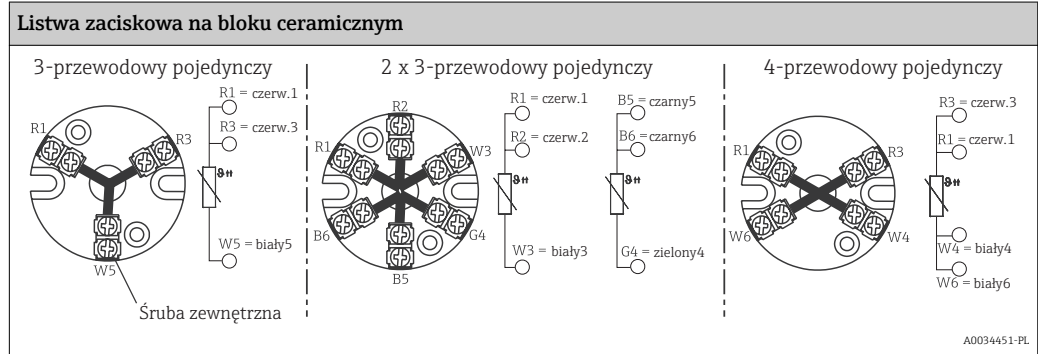 Listwa zaciskowa na bloku ceramicznym
3-przewodowy pojedynczy
R1
R3
W5
Śruba zewnętrzna
R1 = czerw.1
R3 = czerw.3
ϑ
W5 = biały5
2 x 3-przewodowy pojedynczy
R2
R1
W3
B6
G4
B5
R1 = czerw.1
R2 = czerw.2
ϑ
W3 = biały3
B5 = czarny5
B6 =czarny6
ϑ
G4 = zielony4
4-przewodowy pojedynczy
R1
R3
W6
W4
R3 = czerw.3
R1 = czerw.1
ϑ
W4 = biały4
W6 = biały6
A0034451-PL